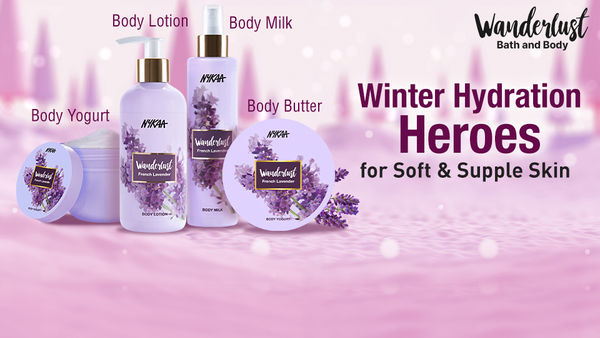 Wanderlust
Bath and Body
Body Lotion
Body Milk
Body Yogurt
Body Butter
Winter Hydration
Heroes
for Soft & Supple Skin
NYKAA
Wanderlust
French Lavender
BODY LOTION
NYKAA
Wanderlust
French Lavender
BODY MILK
NYKAA
Wanderlust
French Lavender
BODY YOGURT
NYKAA
Wanderlust